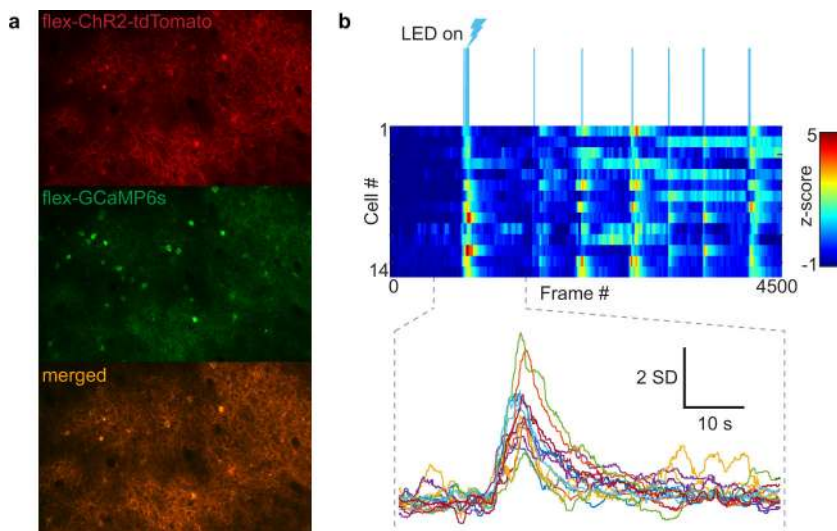 a
flex-ChR2-tdTomato
flex-GCaMP6s
merged
b
LED on
1
Cell #
14
0
Frame #
4500
5
z-score
-1
2 SD
10 s